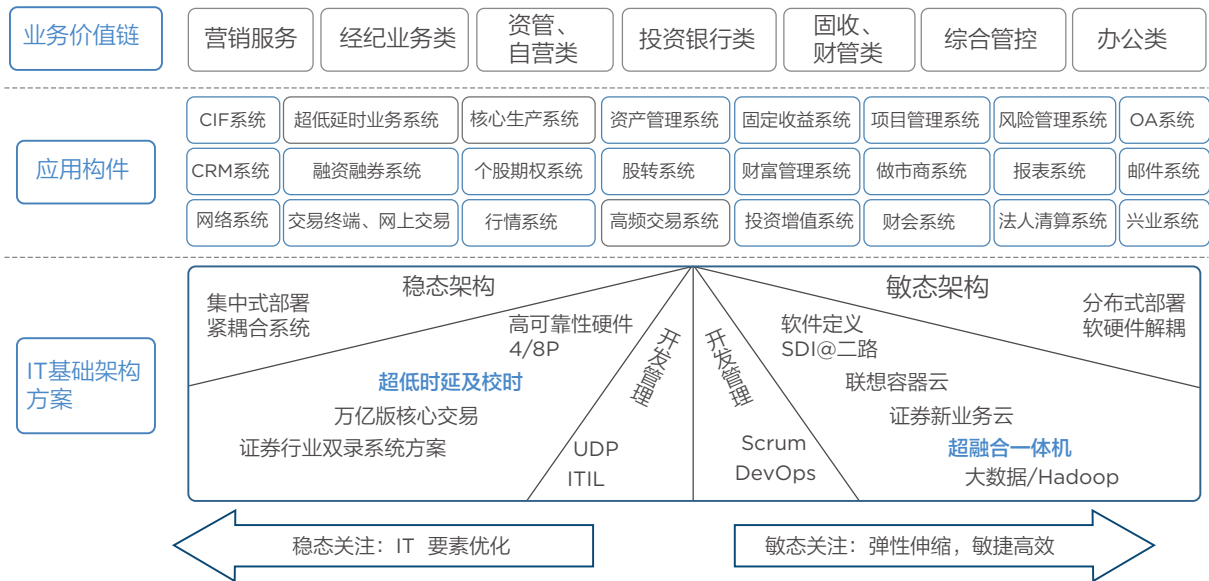 业务价值链
营销服务
经纪业务类
资管、
自营类
投资银行类
固收、
财管类
综合管控
办公类
应用构件
CIF系统
超低延时业务系统
核心生产系统
资产管理系统
固定收益系统
项目管理系统
风险管理系统
OA系统
CRM系统
融资融券系统
个股期权系统
股转系统
财富管理系统
做市商系统
报表系统
邮件系统
网络系统
交易终端、网上交易
行情系统
高频交易系统
投资增值系统
财会系统
法人清算系统
兴业系统
IT基础架构
方案
稳态架构
集中式部署
紧耦合系统
高可靠性硬件
4/8P
超低时延及校时
万亿版核心交易
证券行业双录系统方案
开发管理
UDP
ITIL
开发管理
Scrum
DevOps
敏态架构
分布式部署
软硬件解耦
软件定义
SDI@二路
联想容器云
证券新业务云
超融合一体机
大数据/Hadoop
稳态关注：IT 要素优化
敏态关注：弹性伸缩，敏捷高效